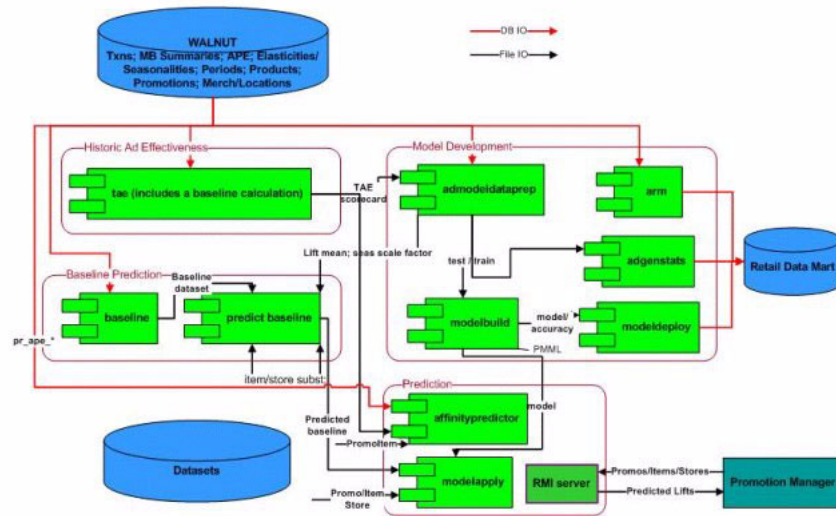 WALNUT
Txns; MB Summaries; APE; Elasticities/
Seasonalities; Periods; Products;
Promotions; Merch/Locations
DB IO
File IO
Historic Ad Effectiveness
tae (includes a baseline calculation)
TAE
scorecard
Model Development
admodeldataprep
arm
Lift mean; seas scale factor
test / train
adgenstats
Retail Data Mart
Baseline Prediction
Baseline
dataset
baseline
predict baseline
modelbuild
model/
accuracy
modeldeploy
PMML
pr_ape_*
item/store subst;
Prediction
model
affinitypredictor
Predicted
baseline
PromoItem
Datasets
modelapply
Promo/Item
Store
RMI server
Promos/Items/Stores
Predicted Lifts
Promotion Manager